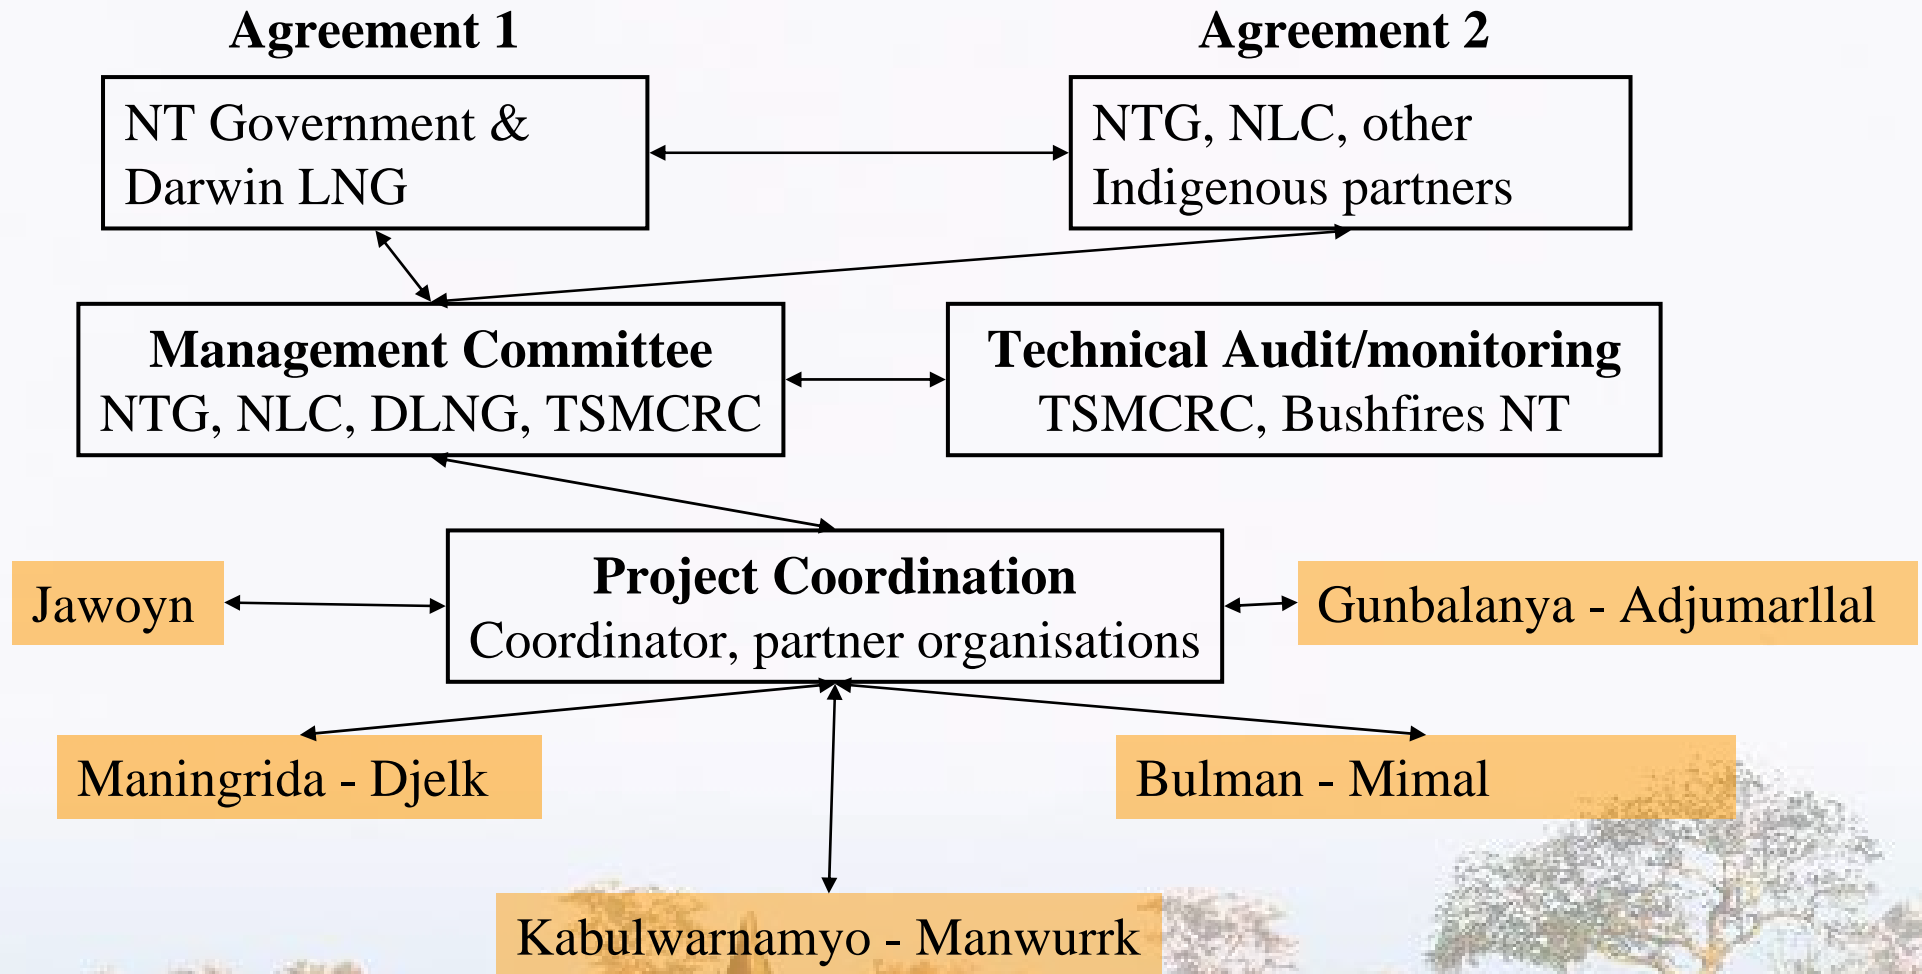 Agreement 1
Agreement 2
NT Government &
Darwin LNG
NTG, NLC, other
Indigenous partners
Management Committee
NTG, NLC, DLNG, TSMCRC
Technical Audit/monitoring
TSMCRC, Bushfires NT
Project Coordination
Coordinator, partner organisations
Jawoyn
Gunbalanya - Adjumarllal
Maningrida - Djelk
Bulman - Mimal
Kabulwarnamyo - Manwurrk